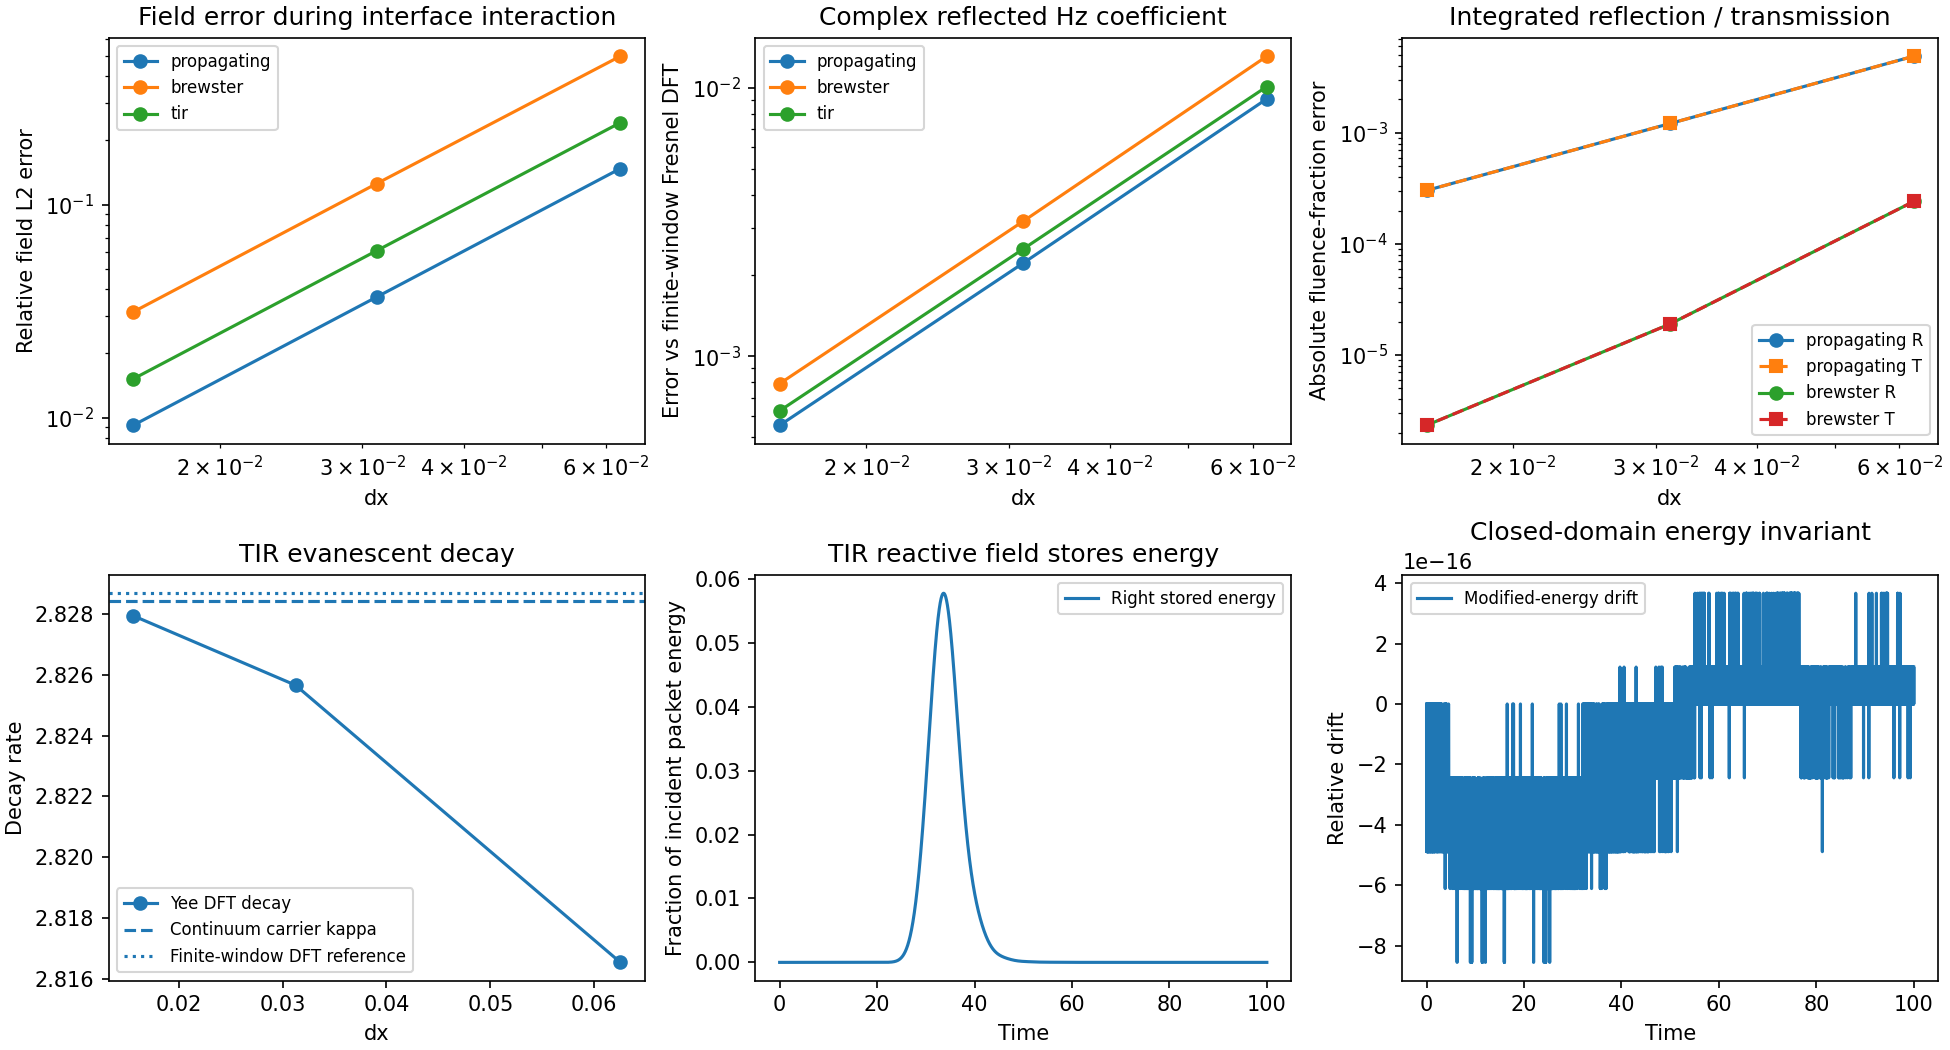 Field error during interface interaction
Relative field L2 error
10⁻¹
10⁻²
propagating
brewster
tir
2 × 10⁻²
3 × 10⁻²
4 × 10⁻²
6 × 10⁻²
dx
Complex reflected Hz coefficient
Error vs finite-window Fresnel DFT
10⁻²
10⁻³
propagating
brewster
tir
2 × 10⁻²
3 × 10⁻²
4 × 10⁻²
6 × 10⁻²
dx
Integrated reflection / transmission
Absolute fluence-fraction error
10⁻³
10⁻⁴
10⁻⁵
propagating R
propagating T
brewster R
brewster T
2 × 10⁻²
3 × 10⁻²
4 × 10⁻²
6 × 10⁻²
dx
TIR evanescent decay
Decay rate
2.828
2.826
2.824
2.822
2.820
2.818
2.816
Yee DFT decay
Continuum carrier kappa
Finite-window DFT reference
0.02
0.03
0.04
0.05
0.06
dx
TIR reactive field stores energy
Fraction of incident packet energy
0.06
0.05
0.04
0.03
0.02
0.01
0.00
Right stored energy
0
20
40
60
80
100
Time
Closed-domain energy invariant
1e−16
Relative drift
4
2
0
−2
−4
−6
−8
Modified-energy drift
0
20
40
60
80
100
Time